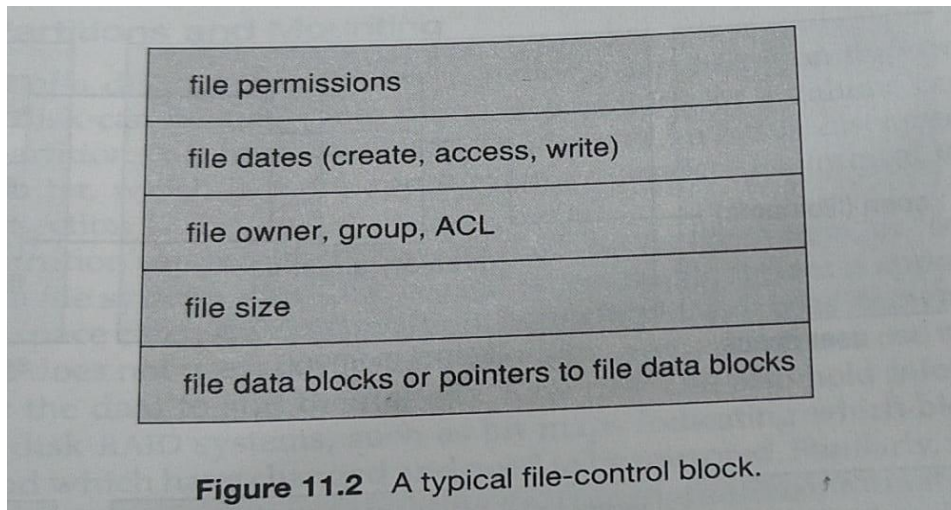 file permissions
file dates (create, access, write)
file owner, group, ACL
file size
file data blocks or pointers to file data blocks
Figure 11.2 A typical file-control block.